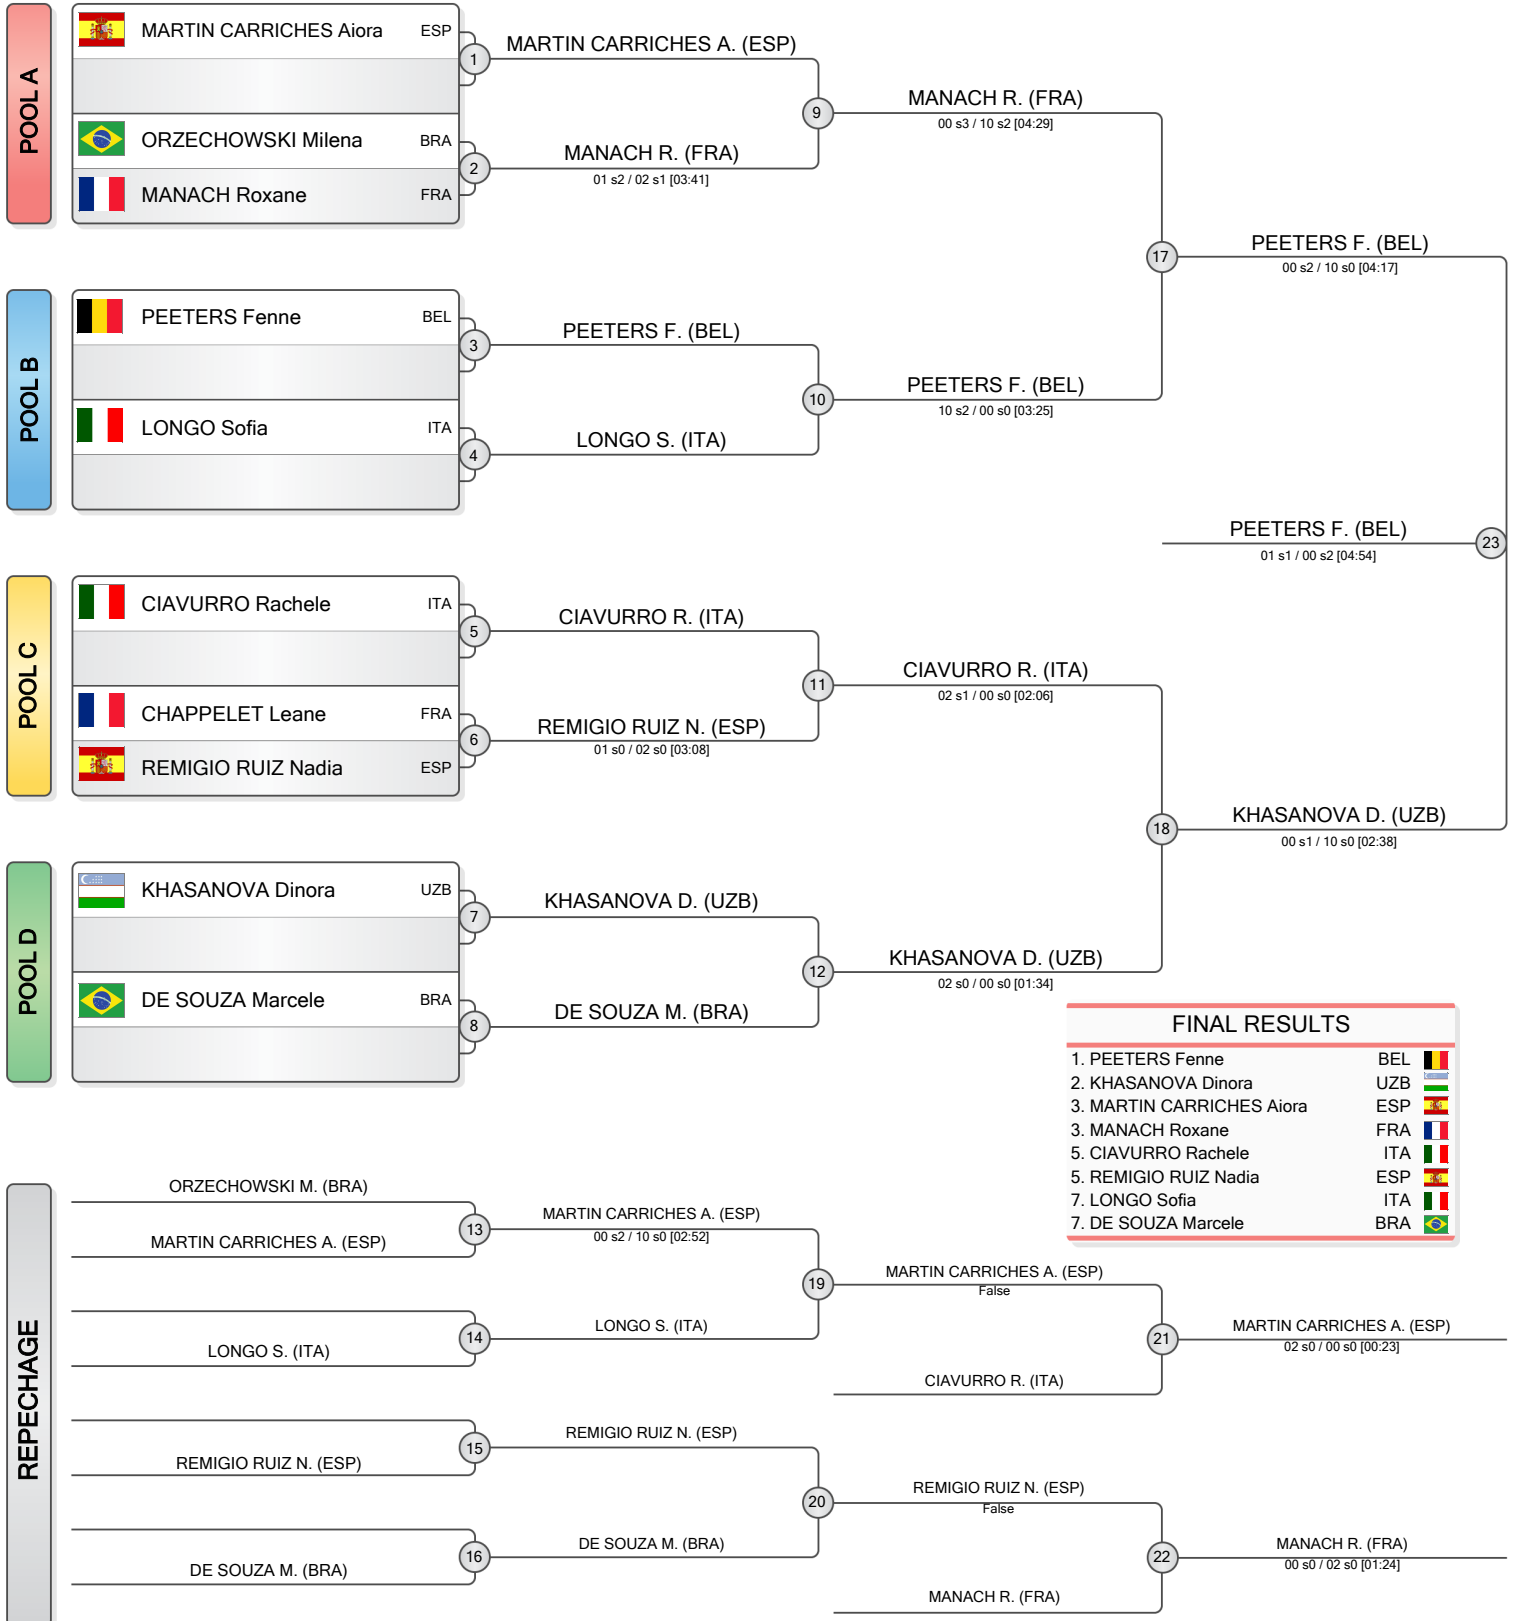 POOL A
MARTIN CARRICHES Aiora ESP
1
MARTIN CARRICHES A. (ESP)
ORZECHOWSKI Milena BRA
MANACH Roxane FRA
2
MANACH R. (FRA)
01 s2 / 02 s1 [03:41]
9
MANACH R. (FRA)
00 s3 / 10 s2 [04:29]
POOL B
PEETERS Fenne BEL
3
PEETERS F. (BEL)
LONGO Sofia ITA
4
LONGO S. (ITA)
10
PEETERS F. (BEL)
10 s2 / 00 s0 [03:25]
17
PEETERS F. (BEL)
00 s2 / 10 s0 [04:17]
PEETERS F. (BEL)
01 s1 / 00 s2 [04:54]
23
POOL C
CIAVURRO Rachele ITA
5
CIAVURRO R. (ITA)
CHAPPELET Leane FRA
REMIGIO RUIZ Nadia ESP
6
REMIGIO RUIZ N. (ESP)
01 s0 / 02 s0 [03:08]
11
CIAVURRO R. (ITA)
02 s1 / 00 s0 [02:06]
POOL D
KHASANOVA Dinora UZB
7
KHASANOVA D. (UZB)
DE SOUZA Marcele BRA
8
DE SOUZA M. (BRA)
12
KHASANOVA D. (UZB)
02 s0 / 00 s0 [01:34]
18
KHASANOVA D. (UZB)
00 s1 / 10 s0 [02:38]
FINAL RESULTS
1. PEETERS Fenne BEL
2. KHASANOVA Dinora UZB
3. MARTIN CARRICHES Aiora ESP
3. MANACH Roxane FRA
5. CIAVURRO Rachele ITA
5. REMIGIO RUIZ Nadia ESP
7. LONGO Sofia ITA
7. DE SOUZA Marcele BRA
REPECHAGE
ORZECHOWSKI M. (BRA)
MARTIN CARRICHES A. (ESP)
13
MARTIN CARRICHES A. (ESP)
00 s2 / 10 s0 [02:52]
LONGO S. (ITA)
14
LONGO S. (ITA)
19
MARTIN CARRICHES A. (ESP)
False
CIAVURRO R. (ITA)
21
MARTIN CARRICHES A. (ESP)
02 s0 / 00 s0 [00:23]
REMIGIO RUIZ N. (ESP)
15
REMIGIO RUIZ N. (ESP)
DE SOUZA M. (BRA)
16
DE SOUZA M. (BRA)
20
REMIGIO RUIZ N. (ESP)
False
MANACH R. (FRA)
22
MANACH R. (FRA)
00 s0 / 02 s0 [01:24]